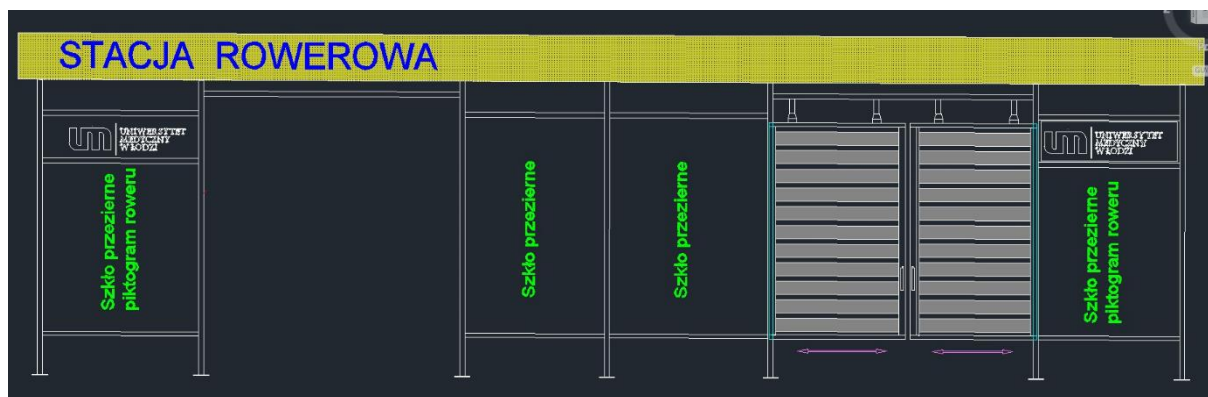 STACJA ROWEROWA
UNIWERSYTET
MEDYCZNY
W ŁODZI
Szkło przezierne
piktogram roweru
Szkło przezierne
Szkło przezierne
UNIWERSYTET
MEDYCZNY
W ŁODZI
Szkło przezierne
piktogram roweru